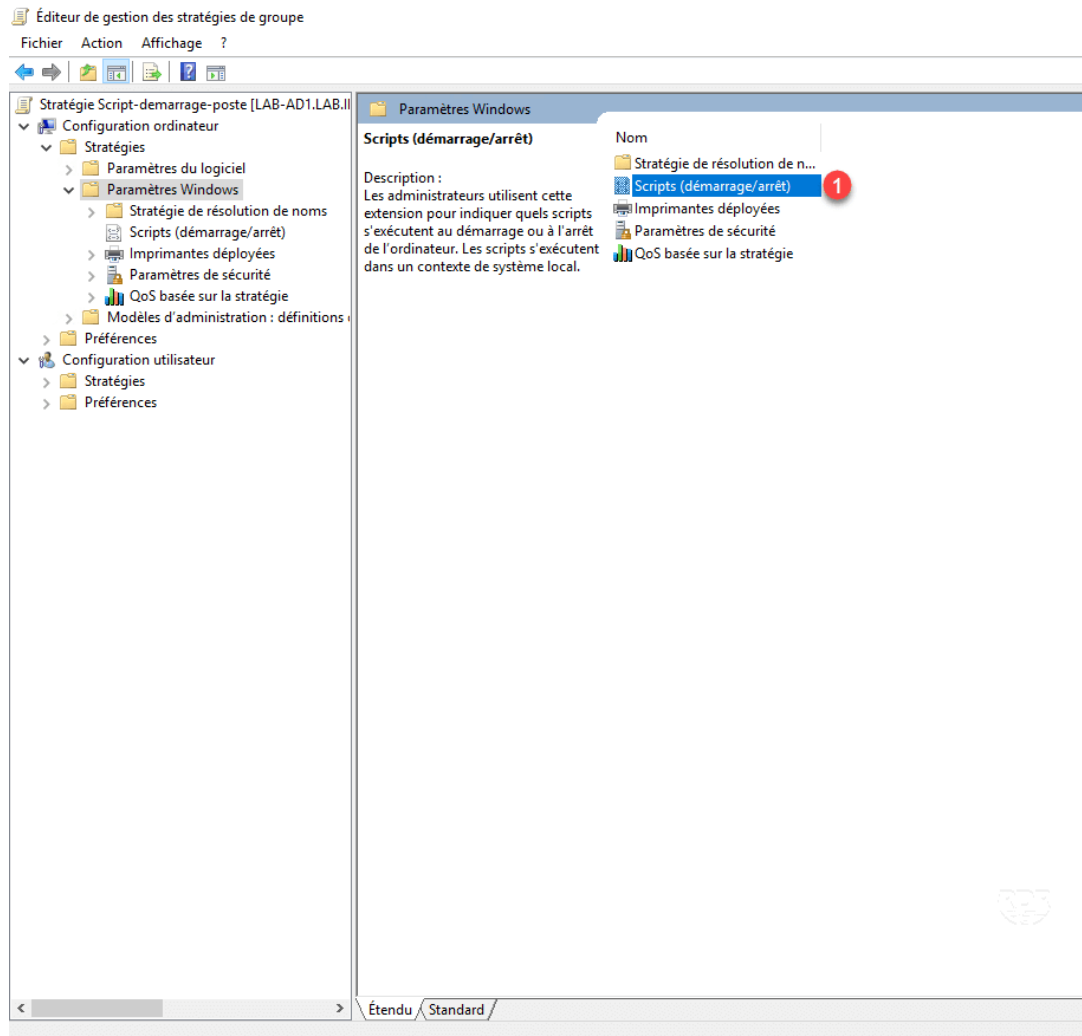 Éditeur de gestion des stratégies de groupe
Fichier Action Affichage ?
Stratégie Script-demarrage-poste [LAB-AD1.LAB.II
Configuration ordinateur
Stratégies
Paramètres du logiciel
Paramètres Windows
Stratégie de résolution de noms
Scripts (démarrage/arrêt)
Imprimantes déployées
Paramètres de sécurité
QoS basée sur la stratégie
Modèles d'administration : définitions
Préférences
Configuration utilisateur
Stratégies
Préférences
Paramètres Windows
Scripts (démarrage/arrêt)
Description :
Les administrateurs utilisent cette
extension pour indiquer quels scripts
s'exécutent au démarrage ou à l'arrêt
de l'ordinateur. Les scripts s'exécutent
dans un contexte de système local.
Nom
Stratégie de résolution de n...
Scripts (démarrage/arrêt) 1
Imprimantes déployées
Paramètres de sécurité
QoS basée sur la stratégie
Étendu Standard